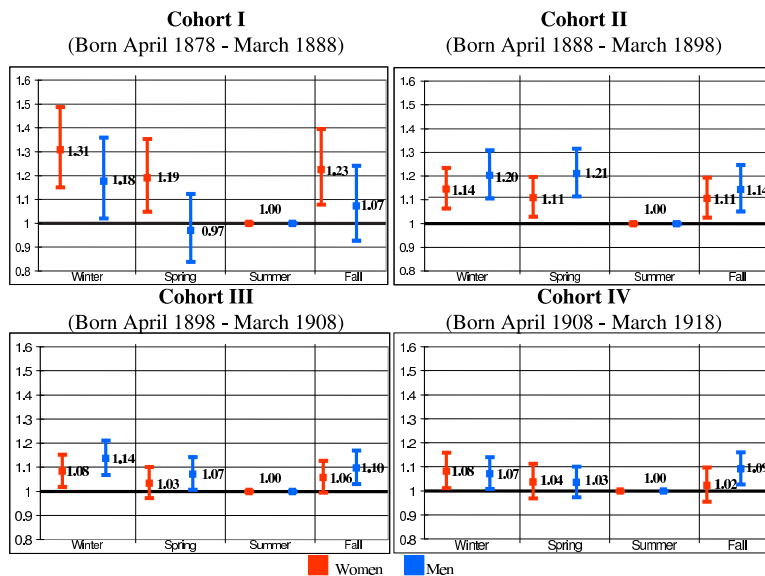 Cohort I
(Born April 1878 - March 1888)
1.6
1.5
1.4
1.3
1.2
1.1
1
0.9
0.8
1.31
1.18
1.19
0.97
1.00
1.23
1.07
Winter
Spring
Summer
Fall
Cohort II
(Born April 1888 - March 1898)
1.6
1.5
1.4
1.3
1.2
1.1
1
0.9
0.8
1.14
1.20
1.11
1.21
1.00
1.11
1.14
Winter
Spring
Summer
Fall
Cohort III
(Born April 1898 - March 1908)
1.6
1.5
1.4
1.3
1.2
1.1
1
0.9
0.8
1.08
1.14
1.03
1.07
1.00
1.06
1.10
Winter
Spring
Summer
Fall
Cohort IV
(Born April 1908 - March 1918)
1.6
1.5
1.4
1.3
1.2
1.1
1
0.9
0.8
1.08
1.07
1.04
1.03
1.00
1.02
1.09
Winter
Spring
Summer
Fall
Women
Men